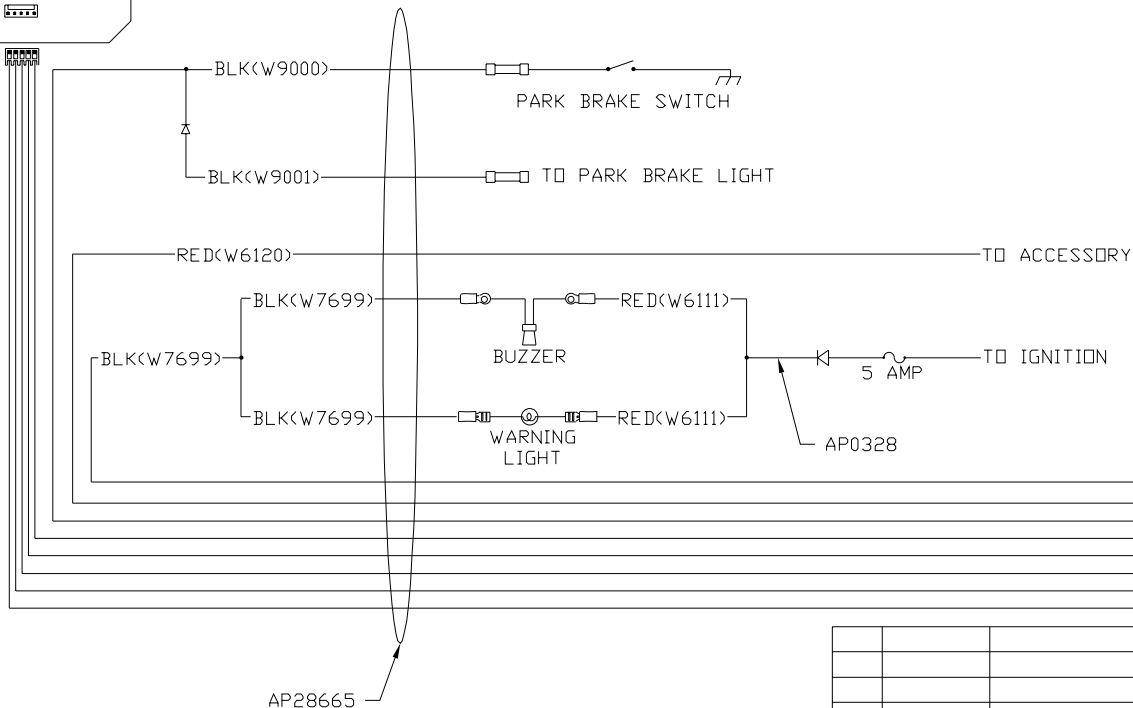 BLK(W9000)
PARK BRAKE SWITCH
BLK(W9001)
TO PARK BRAKE LIGHT
RED(W6120)
TO ACCESSORY
BLK(W7699)
RED(W6111)
BUZZER
BLK(W7699)
5 AMP
TO IGNITION
BLK(W7699)
RED(W6111)
WARNING
LIGHT
AP0328
AP28665